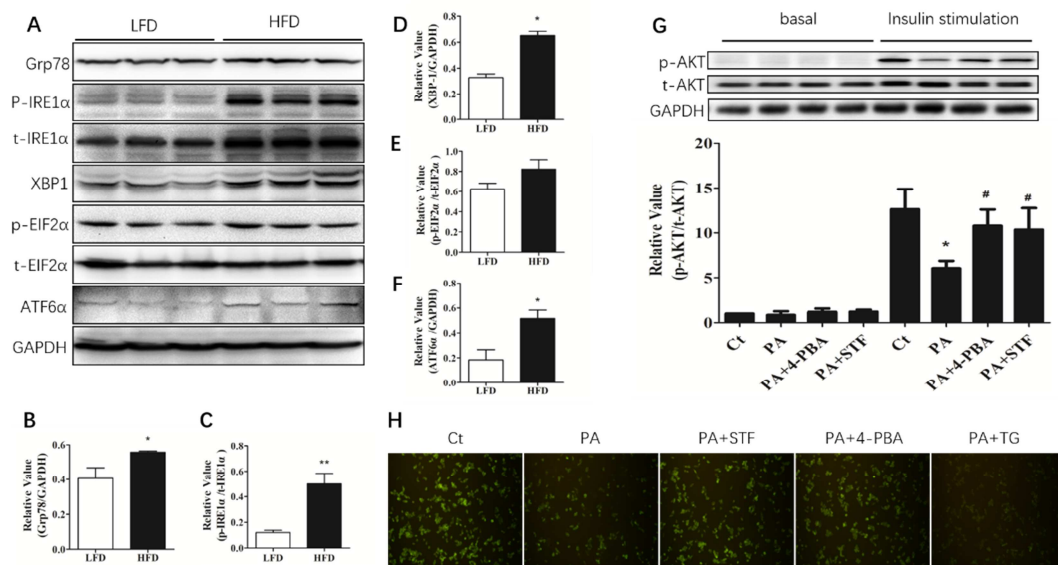 A
LFD HFD
Grp78
P-IRE1α
t-IRE1α
XBP1
p-EIF2α
t-EIF2α
ATF6α
GAPDH
B
Relative Value
(Grp78/GAPDH)
0.6
0.4
0.2
0.0
*
LFD HFD
C
Relative Value
(p-IRE1α/t-IRE1α)
0.8
0.6
0.4
0.2
0.0
**
LFD HFD
D
Relative Value
(XBP-1/GAPDH)
0.8
0.6
0.4
0.2
0.0
*
LFD HFD
E
Relative Value
(p-EIF2α/t-EIF2α)
1.0
0.8
0.6
0.4
0.2
0.0
LFD HFD
F
Relative Value
(ATF6α/GAPDH)
0.8
0.6
0.4
0.2
0.0
*
LFD HFD
G
basal Insulin stimulation
p-AKT
t-AKT
GAPDH
Relative Value
(p-AKT/t-AKT)
20
15
10
5
0
* # #
Ct PA PA+4-PBA PA+STF Ct PA PA+4-PBA PA+STF
H
Ct PA PA+STF PA+4-PBA PA+TG